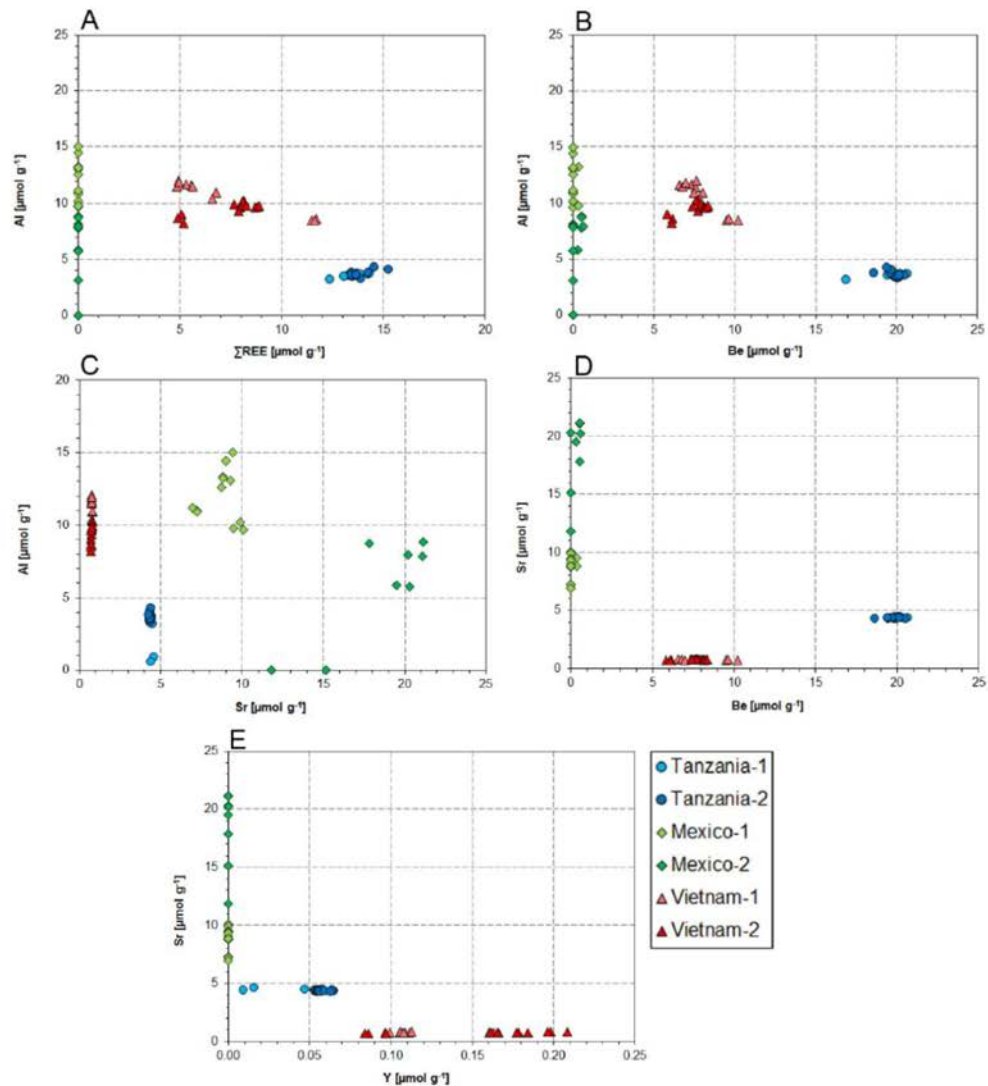 A
25
20
15
10
5
0
Al [µmol g⁻¹]
0 5 10 15 20
∑REE [µmol g⁻¹]
B
25
20
15
10
5
0
Al [µmol g⁻¹]
0 5 10 15 20 25
Be [µmol g⁻¹]
C
20
15
10
5
0
Al [µmol g⁻¹]
0 5 10 15 20 25
Sr [µmol g⁻¹]
D
25
20
15
10
5
0
Sr [µmol g⁻¹]
0 5 10 15 20 25
Be [µmol g⁻¹]
E
25
20
15
10
5
0
Sr [µmol g⁻¹]
0.00 0.05 0.10 0.15 0.20 0.25
Y [µmol g⁻¹]
Tanzania-1
Tanzania-2
Mexico-1
Mexico-2
Vietnam-1
Vietnam-2